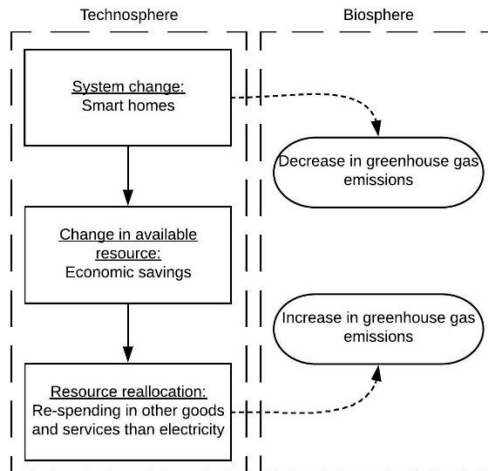 Technosphere
Biosphere
System change:
Smart homes
Decrease in greenhouse gas
emissions
Change in available
resource:
Economic savings
Increase in greenhouse gas
emissions
Resource reallocation:
Re-spending in other goods
and services than electricity